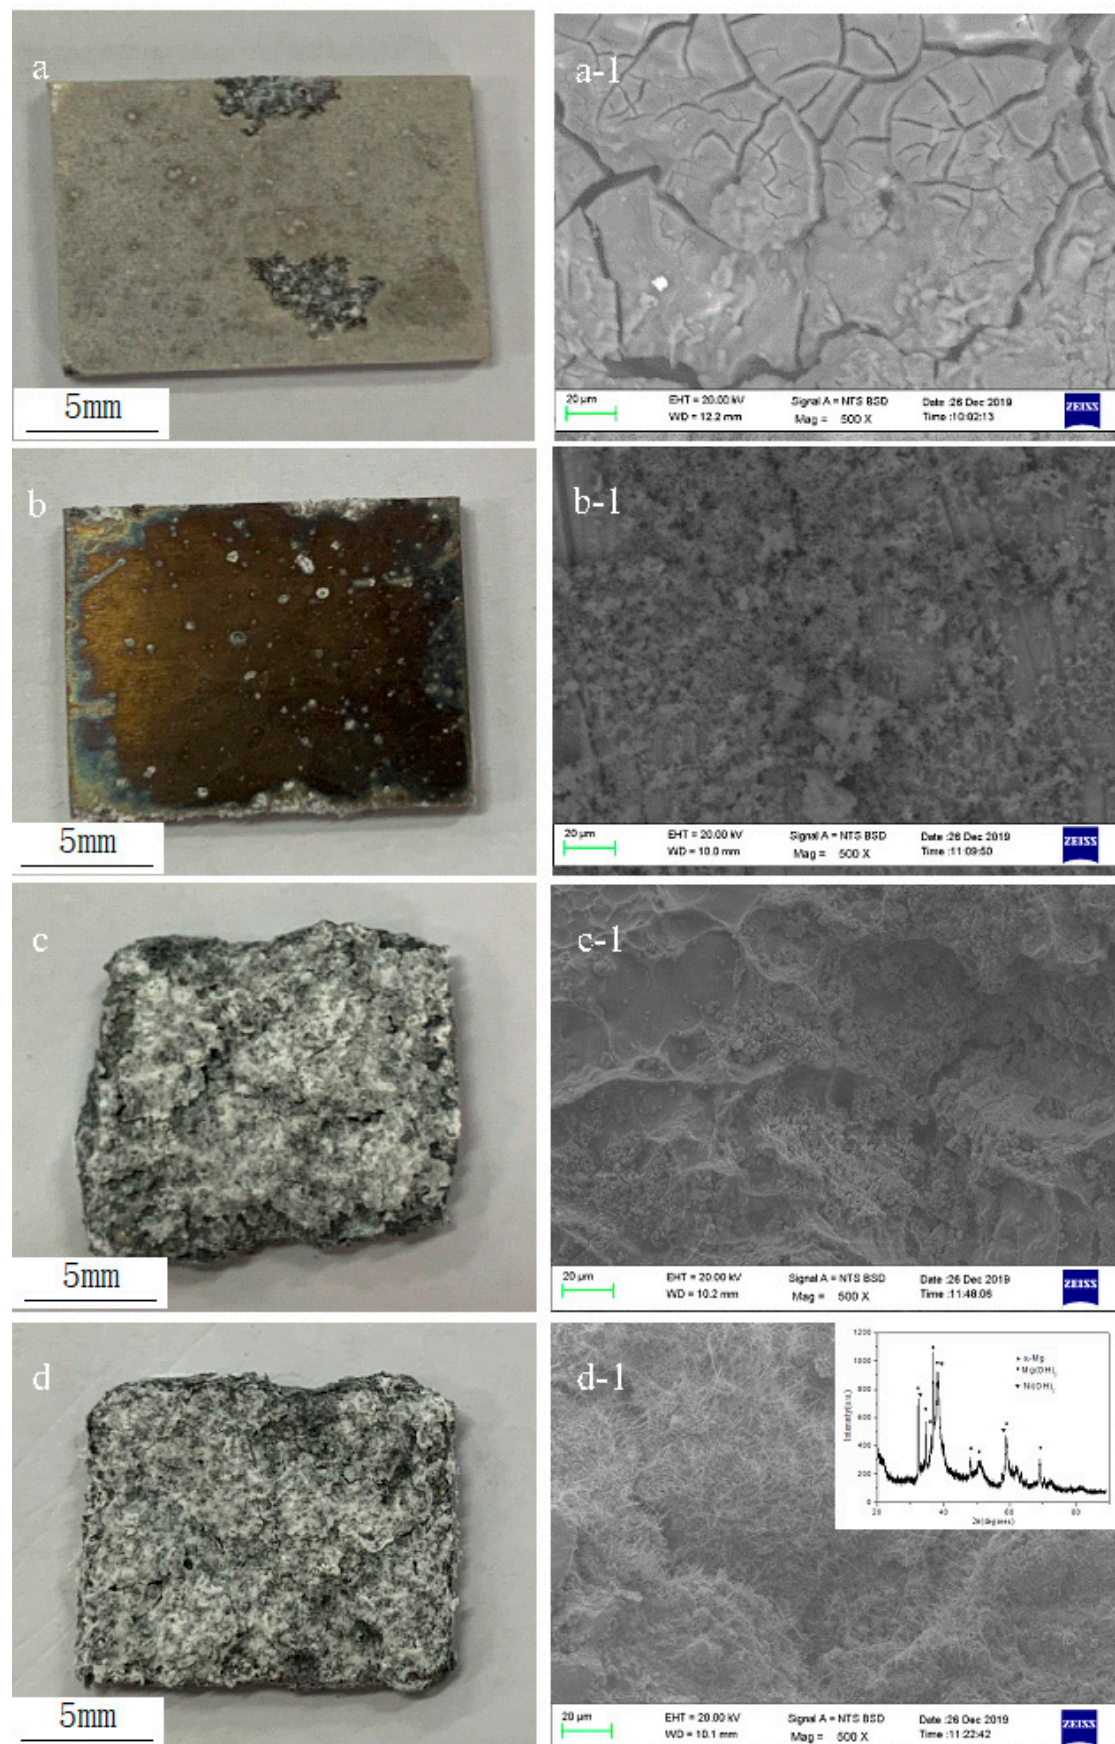 a
5mm
a-1
20 µm
EHT = 20.00 kV
WD = 12.2 mm
Signal A = NTS BSD
Mag = 500 X
Date :26 Dec 2019
Time :10:02:13
ZEISS
b
5mm
b-1
20 µm
EHT = 20.00 kV
WD = 10.0 mm
Signal A = NTS BSD
Mag = 500 X
Date :26 Dec 2019
Time :11:09:50
ZEISS
c
5mm
c-1
20 µm
EHT = 20.00 kV
WD = 10.2 mm
Signal A = NTS BSD
Mag = 500 X
Date :26 Dec 2019
Time :11:48:06
ZEISS
d
5mm
d-1
1200
1000
800
600
400
200
0
Intensity(a.u.)
20
40
60
80
2θ(degrees)
α-Mg
Mg(OH)₂
20 µm
EHT = 20.00 kV
WD = 10.1 mm
Signal A = NTS BSD
Mag = 500 X
Date :26 Dec 2019
Time :11:22:42
ZEISS